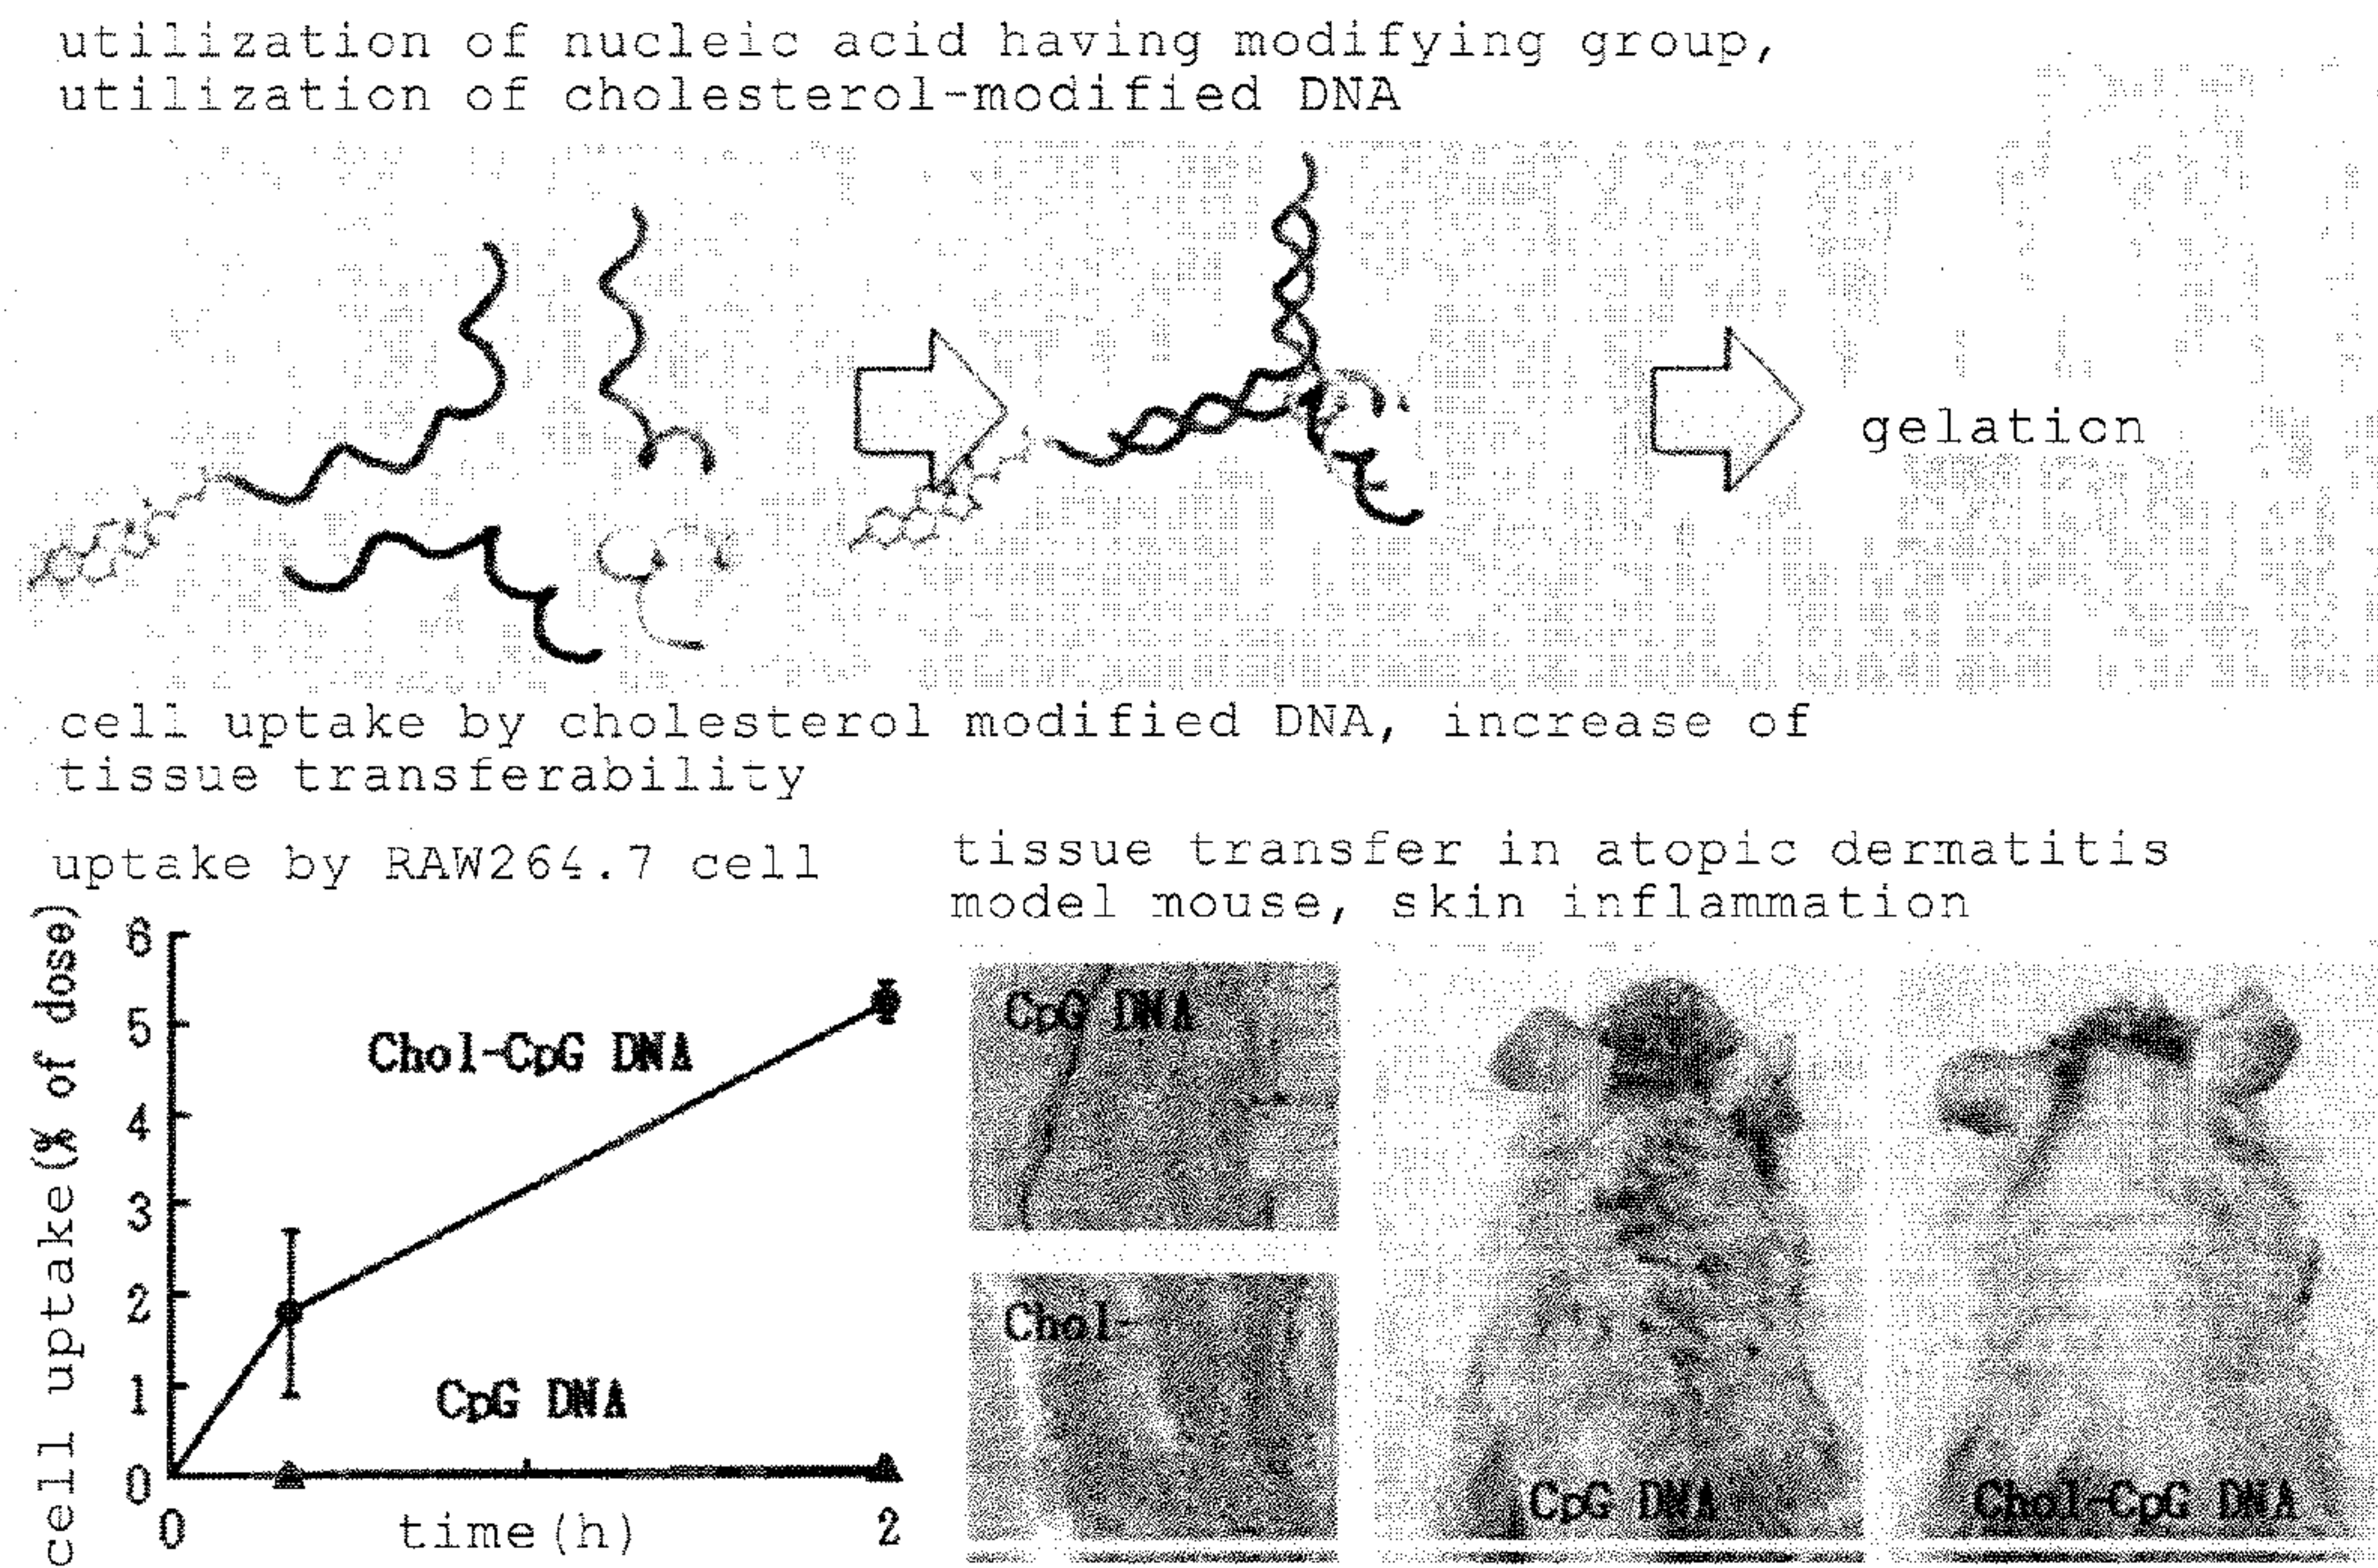 utilization of nucleic acid having modifying group,
utilization of cholesterol-modified DNA
gelation
cell uptake by cholesterol modified DNA, increase of
tissue transferability
uptake by RAW264.7 cell
cell uptake(% of dose)
6
5
4
3
2
1
0
Chol-CpG DNA
CpG DNA
0
time(h)
2
tissue transfer in atopic dermatitis
model mouse, skin inflammation
CpG DNA
Chol-
CpG DNA
Chol-CpG DNA